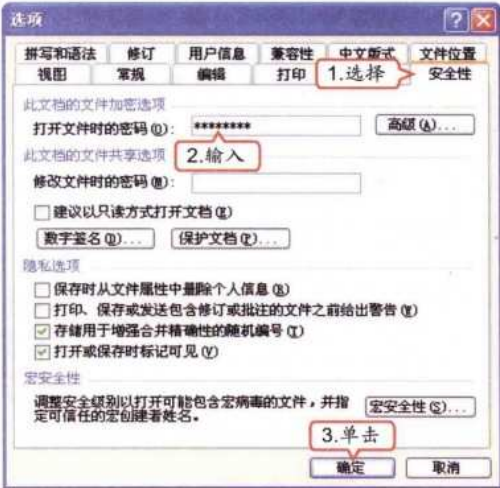 选项
拼写和语法 修订 用户信息 兼容性 中文版式 文件位置
视图 常规 编辑 打印 1.选择 安全性
此文档的文件加密选项
打开文件时的密码(O): ******** 高级(A)...
2.输入
此文档的文件共享选项
修改文件时的密码(M):
建议以只读方式打开文档(E)
数字签名(D)... 保护文档(P)...
隐私选项
保存时从文件属性中删除个人信息(R)
打印、保存或发送包含修订或批注的文件之前给出警告(W)
存储用于增强合并精确性的随机编号(T)
打开或保存时标记可见(V)
宏安全性
调整安全级别以打开可能包含宏病毒的文件，并指
定可信任的宏创建者姓名。 宏安全性(S)...
3.单击
确定 取消